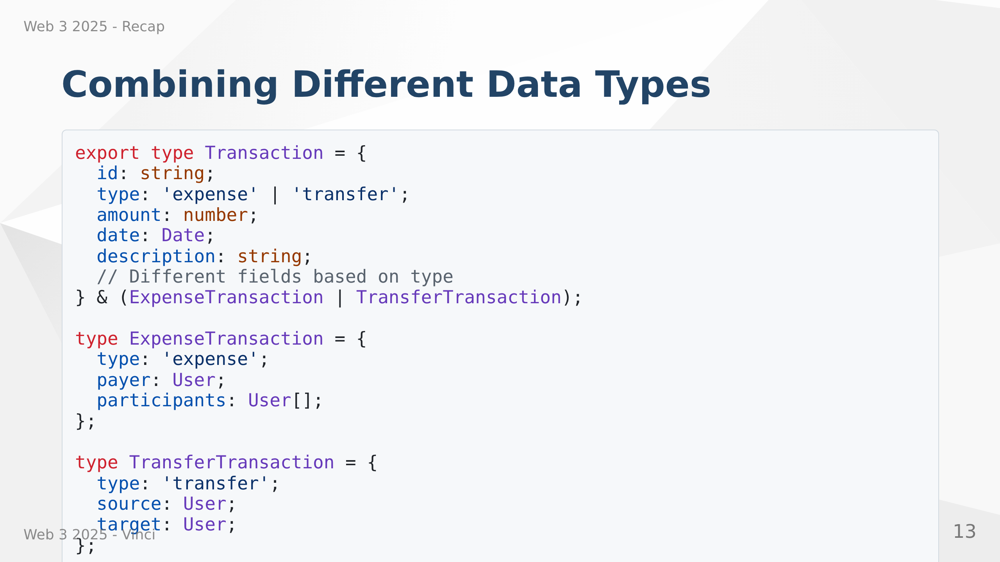 Web 3 2025 - Recap
Combining Different Data Types
export type Transaction = {
  id: string;
  type: 'expense' | 'transfer';
  amount: number;
  date: Date;
  description: string;
  // Different fields based on type
} & (ExpenseTransaction | TransferTransaction);

type ExpenseTransaction = {
  type: 'expense';
  payer: User;
  participants: User[];
};

type TransferTransaction = {
  type: 'transfer';
  source: User;
  target: User;
};
Web 3 2025 - Vinci
13